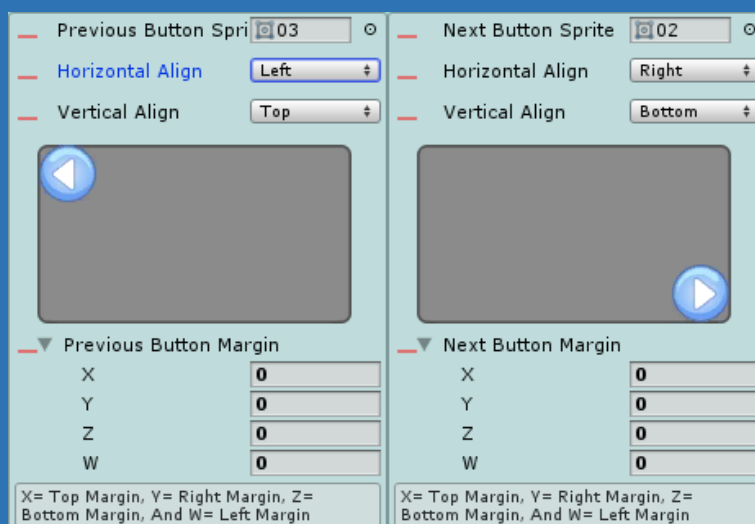 Previous Button Spri 03
Horizontal Align Left
Vertical Align Top
Previous Button Margin
X 0
Y 0
Z 0
W 0
X= Top Margin, Y= Right Margin, Z=
Bottom Margin, And W= Left Margin
Next Button Sprite 02
Horizontal Align Right
Vertical Align Bottom
Next Button Margin
X 0
Y 0
Z 0
W 0
X= Top Margin, Y= Right Margin, Z=
Bottom Margin, And W= Left Margin